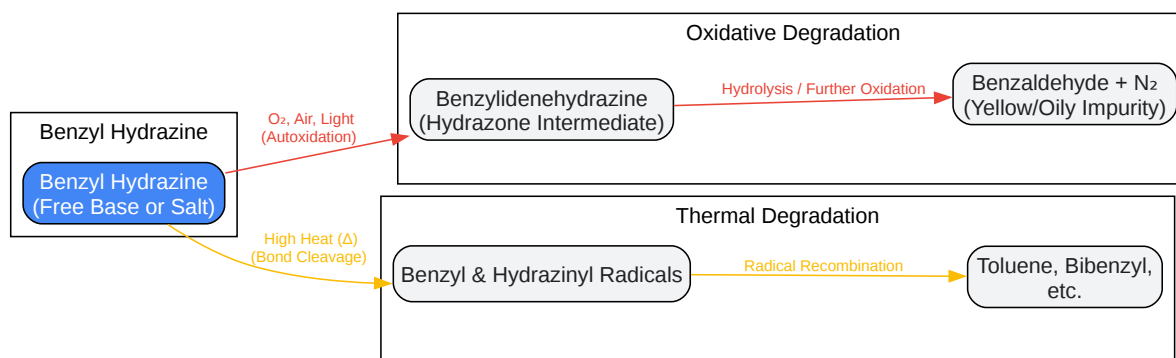 Oxidative Degradation
Benzyl Hydrazine
Benzyl Hydrazine
(Free Base or Salt)
O₂, Air, Light
(Autoxidation)
Benzylidenehydrazine
(Hydrazone Intermediate)
Hydrolysis / Further Oxidation
Benzaldehyde + N₂
(Yellow/Oily Impurity)
Thermal Degradation
High Heat (Δ)
(Bond Cleavage)
Benzyl & Hydrazinyl Radicals
Radical Recombination
Toluene, Bibenzyl,
etc.